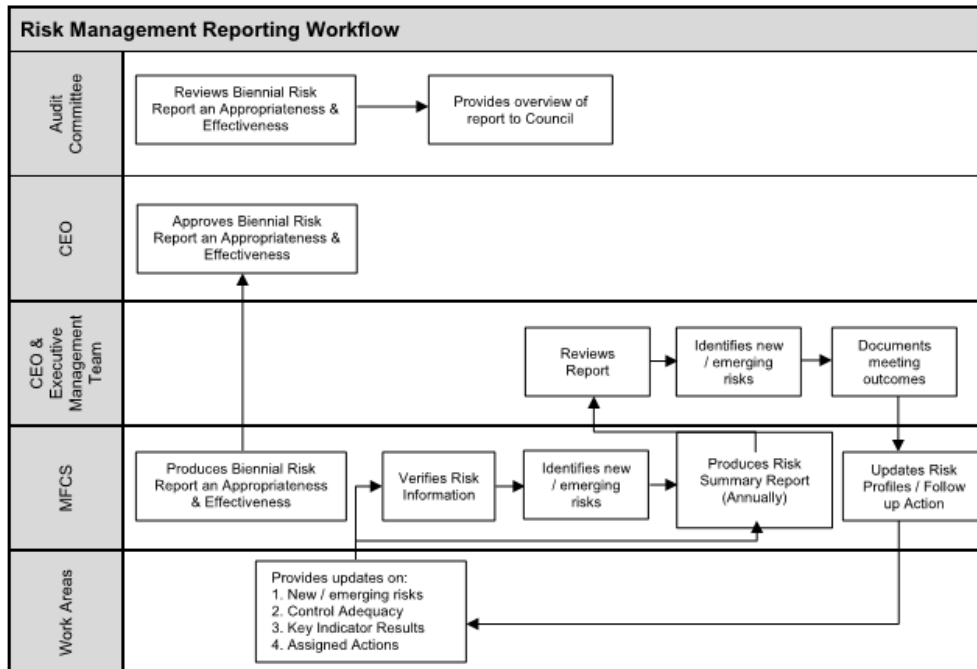 Risk Management Reporting Workflow
Audit
Committee
Reviews Biennial Risk
Report an Appropriateness &
Effectiveness
Provides overview of
report to Council
CEO
Approves Biennial Risk
Report an Appropriateness &
Effectiveness
CEO &
Executive
Management
Team
Reviews
Report
Identifies new
/ emerging
risks
Documents
meeting
outcomes
MFCS
Produces Biennial Risk
Report an Appropriateness
& Effectiveness
Verifies Risk
Information
Identifies new
/ emerging
risks
Produces Risk
Summary Report
(Annually)
Updates Risk
Profiles / Follow
up Action
Work Areas
Provides updates on:
1. New / emerging risks
2. Control Adequacy
3. Key Indicator Results
4. Assigned Actions